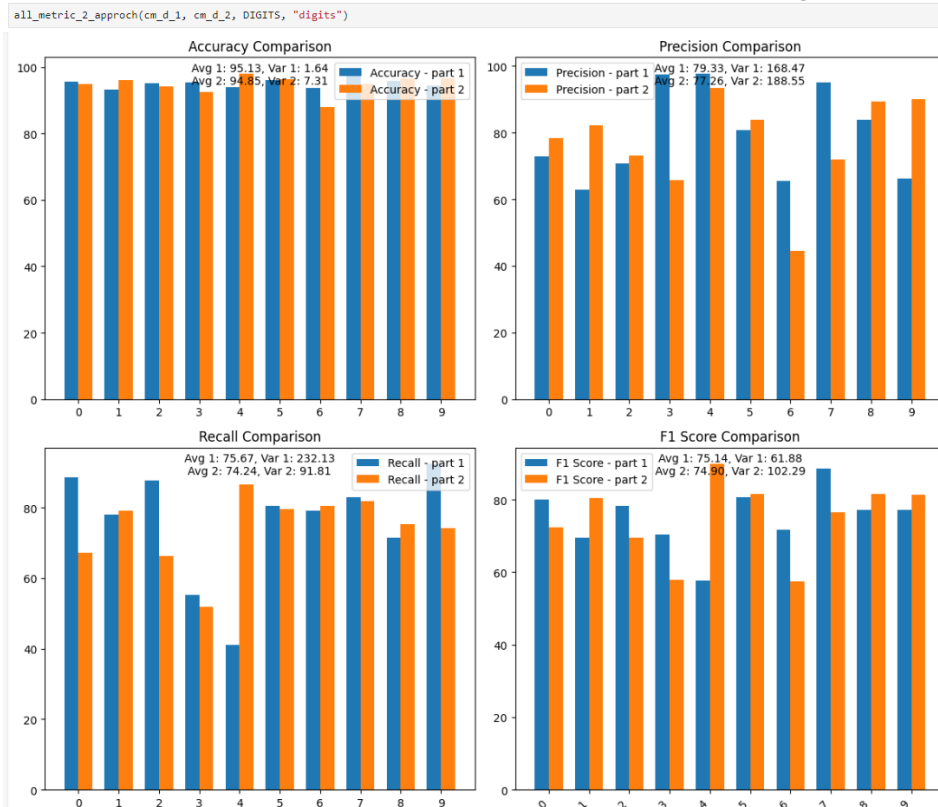 all_metric_2_approch(cm_d_1, cm_d_2, DIGITS, "digits")
Accuracy Comparison
Avg 1: 95.13, Var 1: 1.64
Avg 2: 94.85, Var 2: 7.31
Accuracy - part 1
Accuracy - part 2
100
80
60
40
20
0
0 1 2 3 4 5 6 7 8 9
Precision Comparison
Avg 1: 79.33, Var 1: 168.47
Avg 2: 77.26, Var 2: 188.55
Precision - part 1
Precision - part 2
100
80
60
40
20
0
0 1 2 3 4 5 6 7 8 9
Recall Comparison
Avg 1: 75.67, Var 1: 232.13
Avg 2: 74.24, Var 2: 91.81
Recall - part 1
Recall - part 2
80
60
40
20
0
0 1 2 3 4 5 6 7 8 9
F1 Score Comparison
Avg 1: 75.14, Var 1: 61.88
Avg 2: 74.90, Var 2: 102.29
F1 Score - part 1
F1 Score - part 2
80
60
40
20
0
0 1 2 3 4 5 6 7 8 9